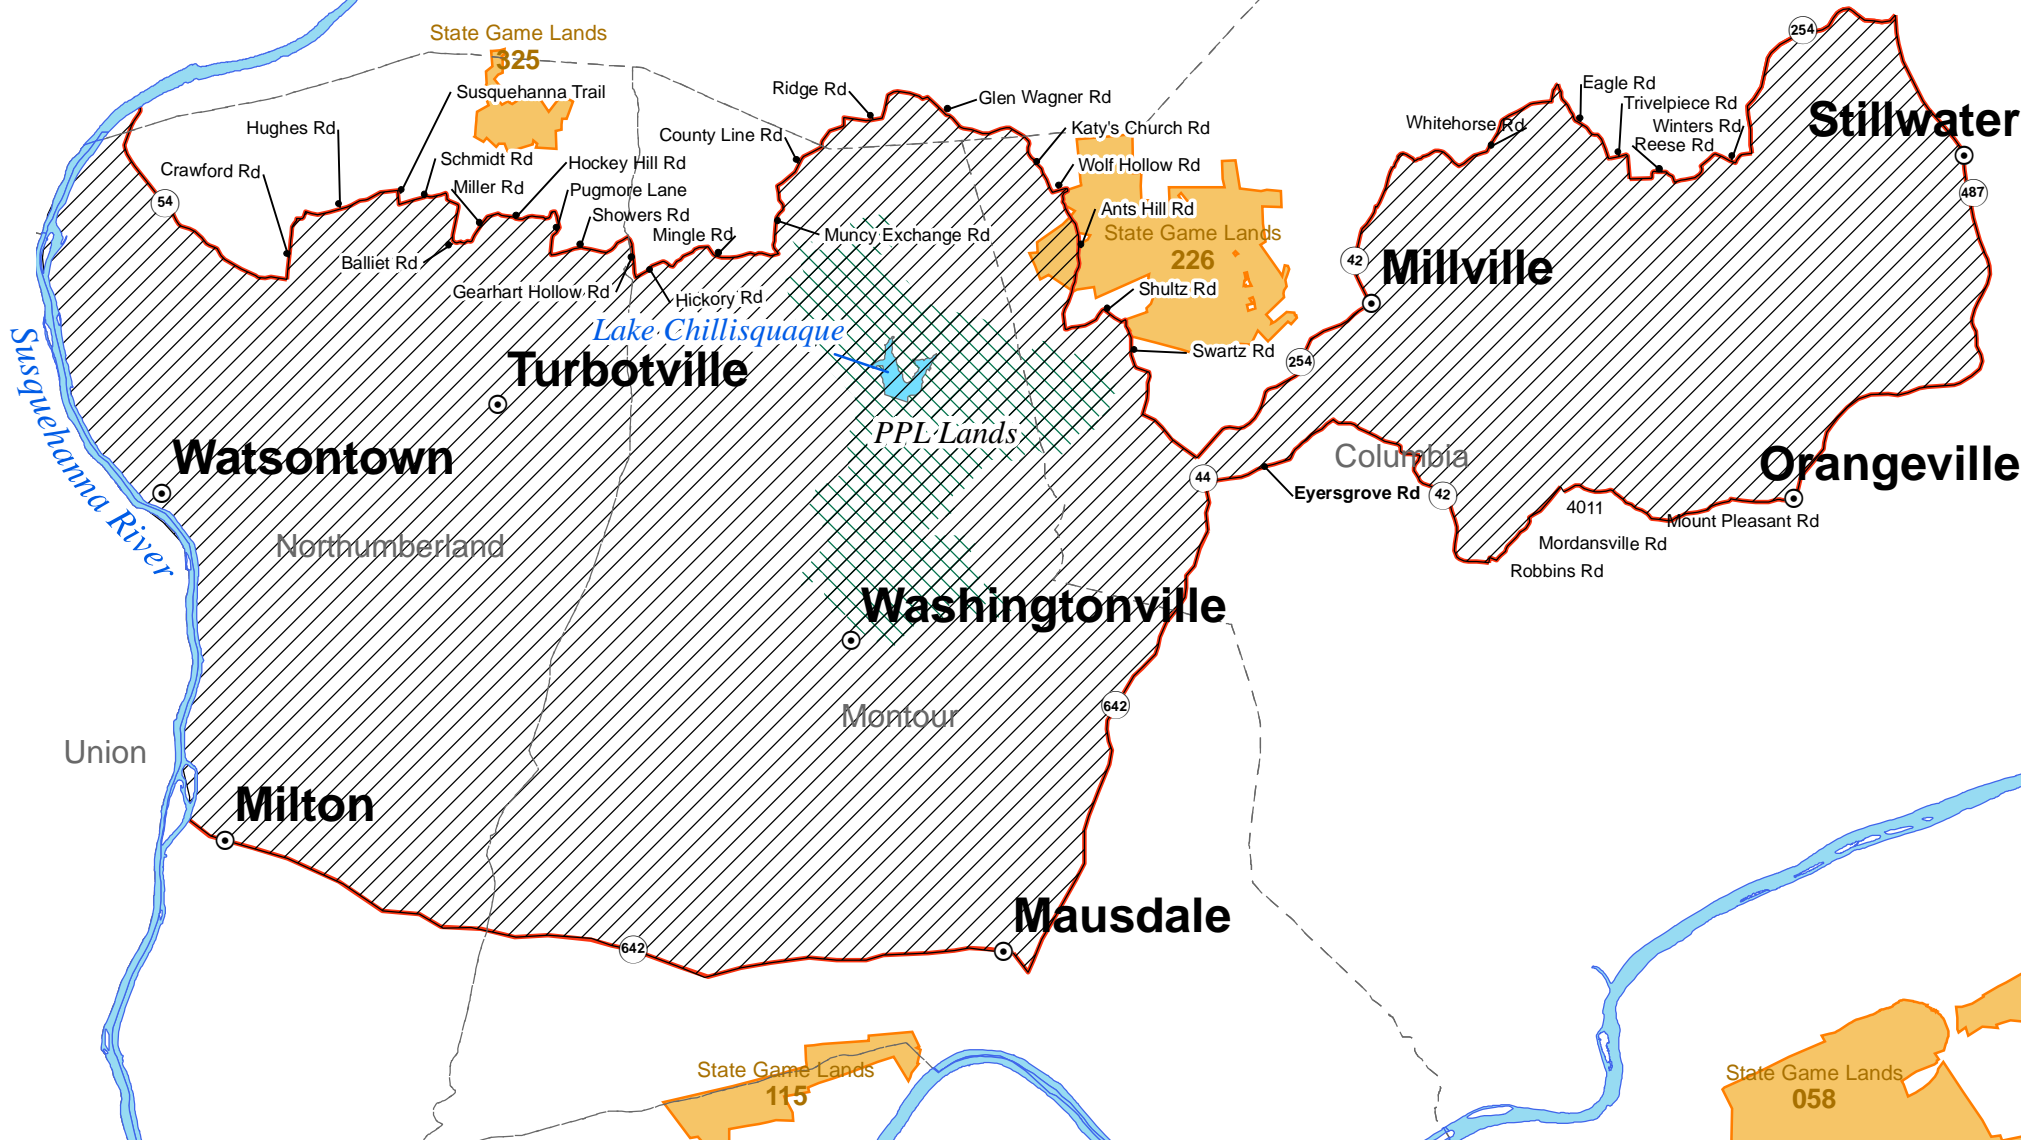 State Game Lands
325
254
Susquehanna Trail
Ridge Rd
Glen Wagner Rd
Eagle Rd
Trivelpiece Rd
Hughes Rd
County Line Rd
Katy's Church Rd
Whitehorse Rd
Winters Rd
Stillwater
Crawford Rd
Schmidt Rd
Hockey Hill Rd
Wolf Hollow Rd
Reese Rd
Miller Rd
Pugmore Lane
54
487
Showers Rd
Ants Hill Rd
Mingle Rd
Muncy Exchange Rd
State Game Lands
226
Balliet Rd
42
Millville
Gearhart Hollow Rd
Hickory Rd
Shultz Rd
Lake Chillisquaque
Swartz Rd
254
Turbotville
Susquehanna River
PPL Lands
Watsontown
Columbia
Orangeville
44
Eyersgrove Rd
42
4011
Mount Pleasant Rd
Northumberland
Mordansville Rd
Robbins Rd
Washingtonville
642
Montour
Union
Milton
Mausdale
642
State Game Lands
115
State Game Lands
058